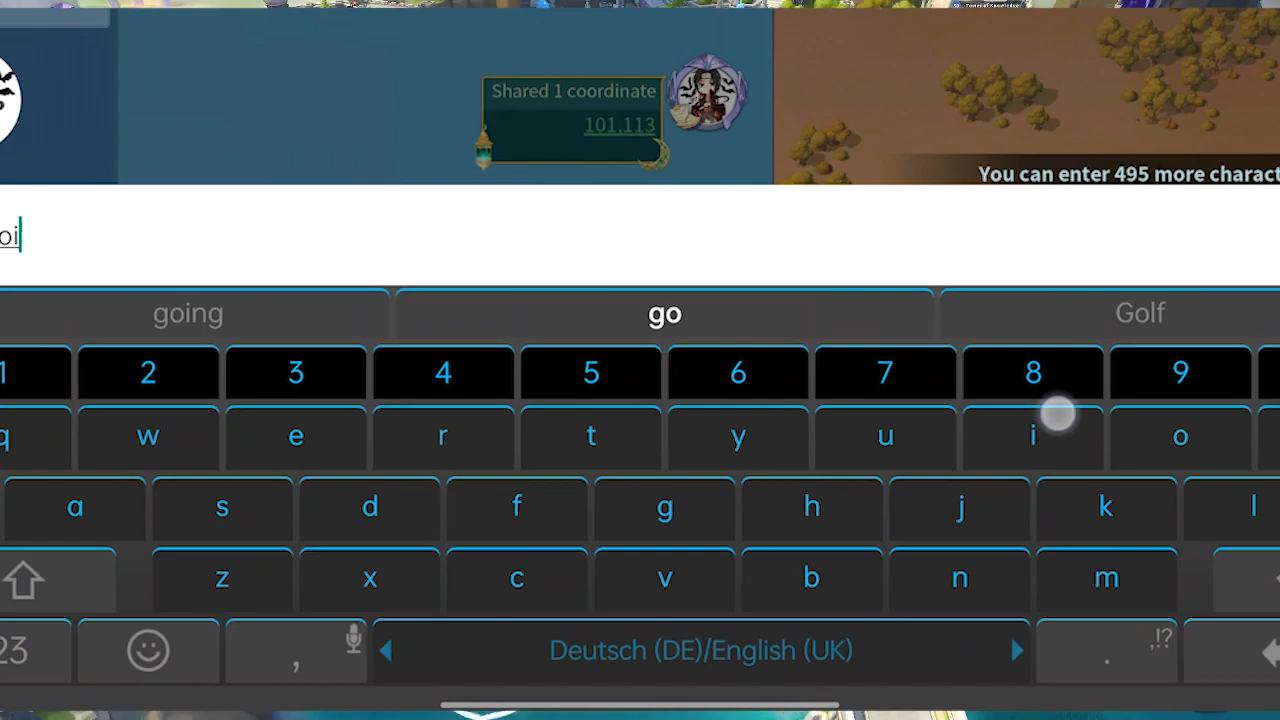 Shared 1 coordinate
101,113
You can enter 495 more charact
oi
going go Golf
1 2 3 4 5 6 7 8 9
q w e r t y u i o
a s d f g h j k l
z x c v b n m
23 , Deutsch (DE)/English (UK) . ,!?